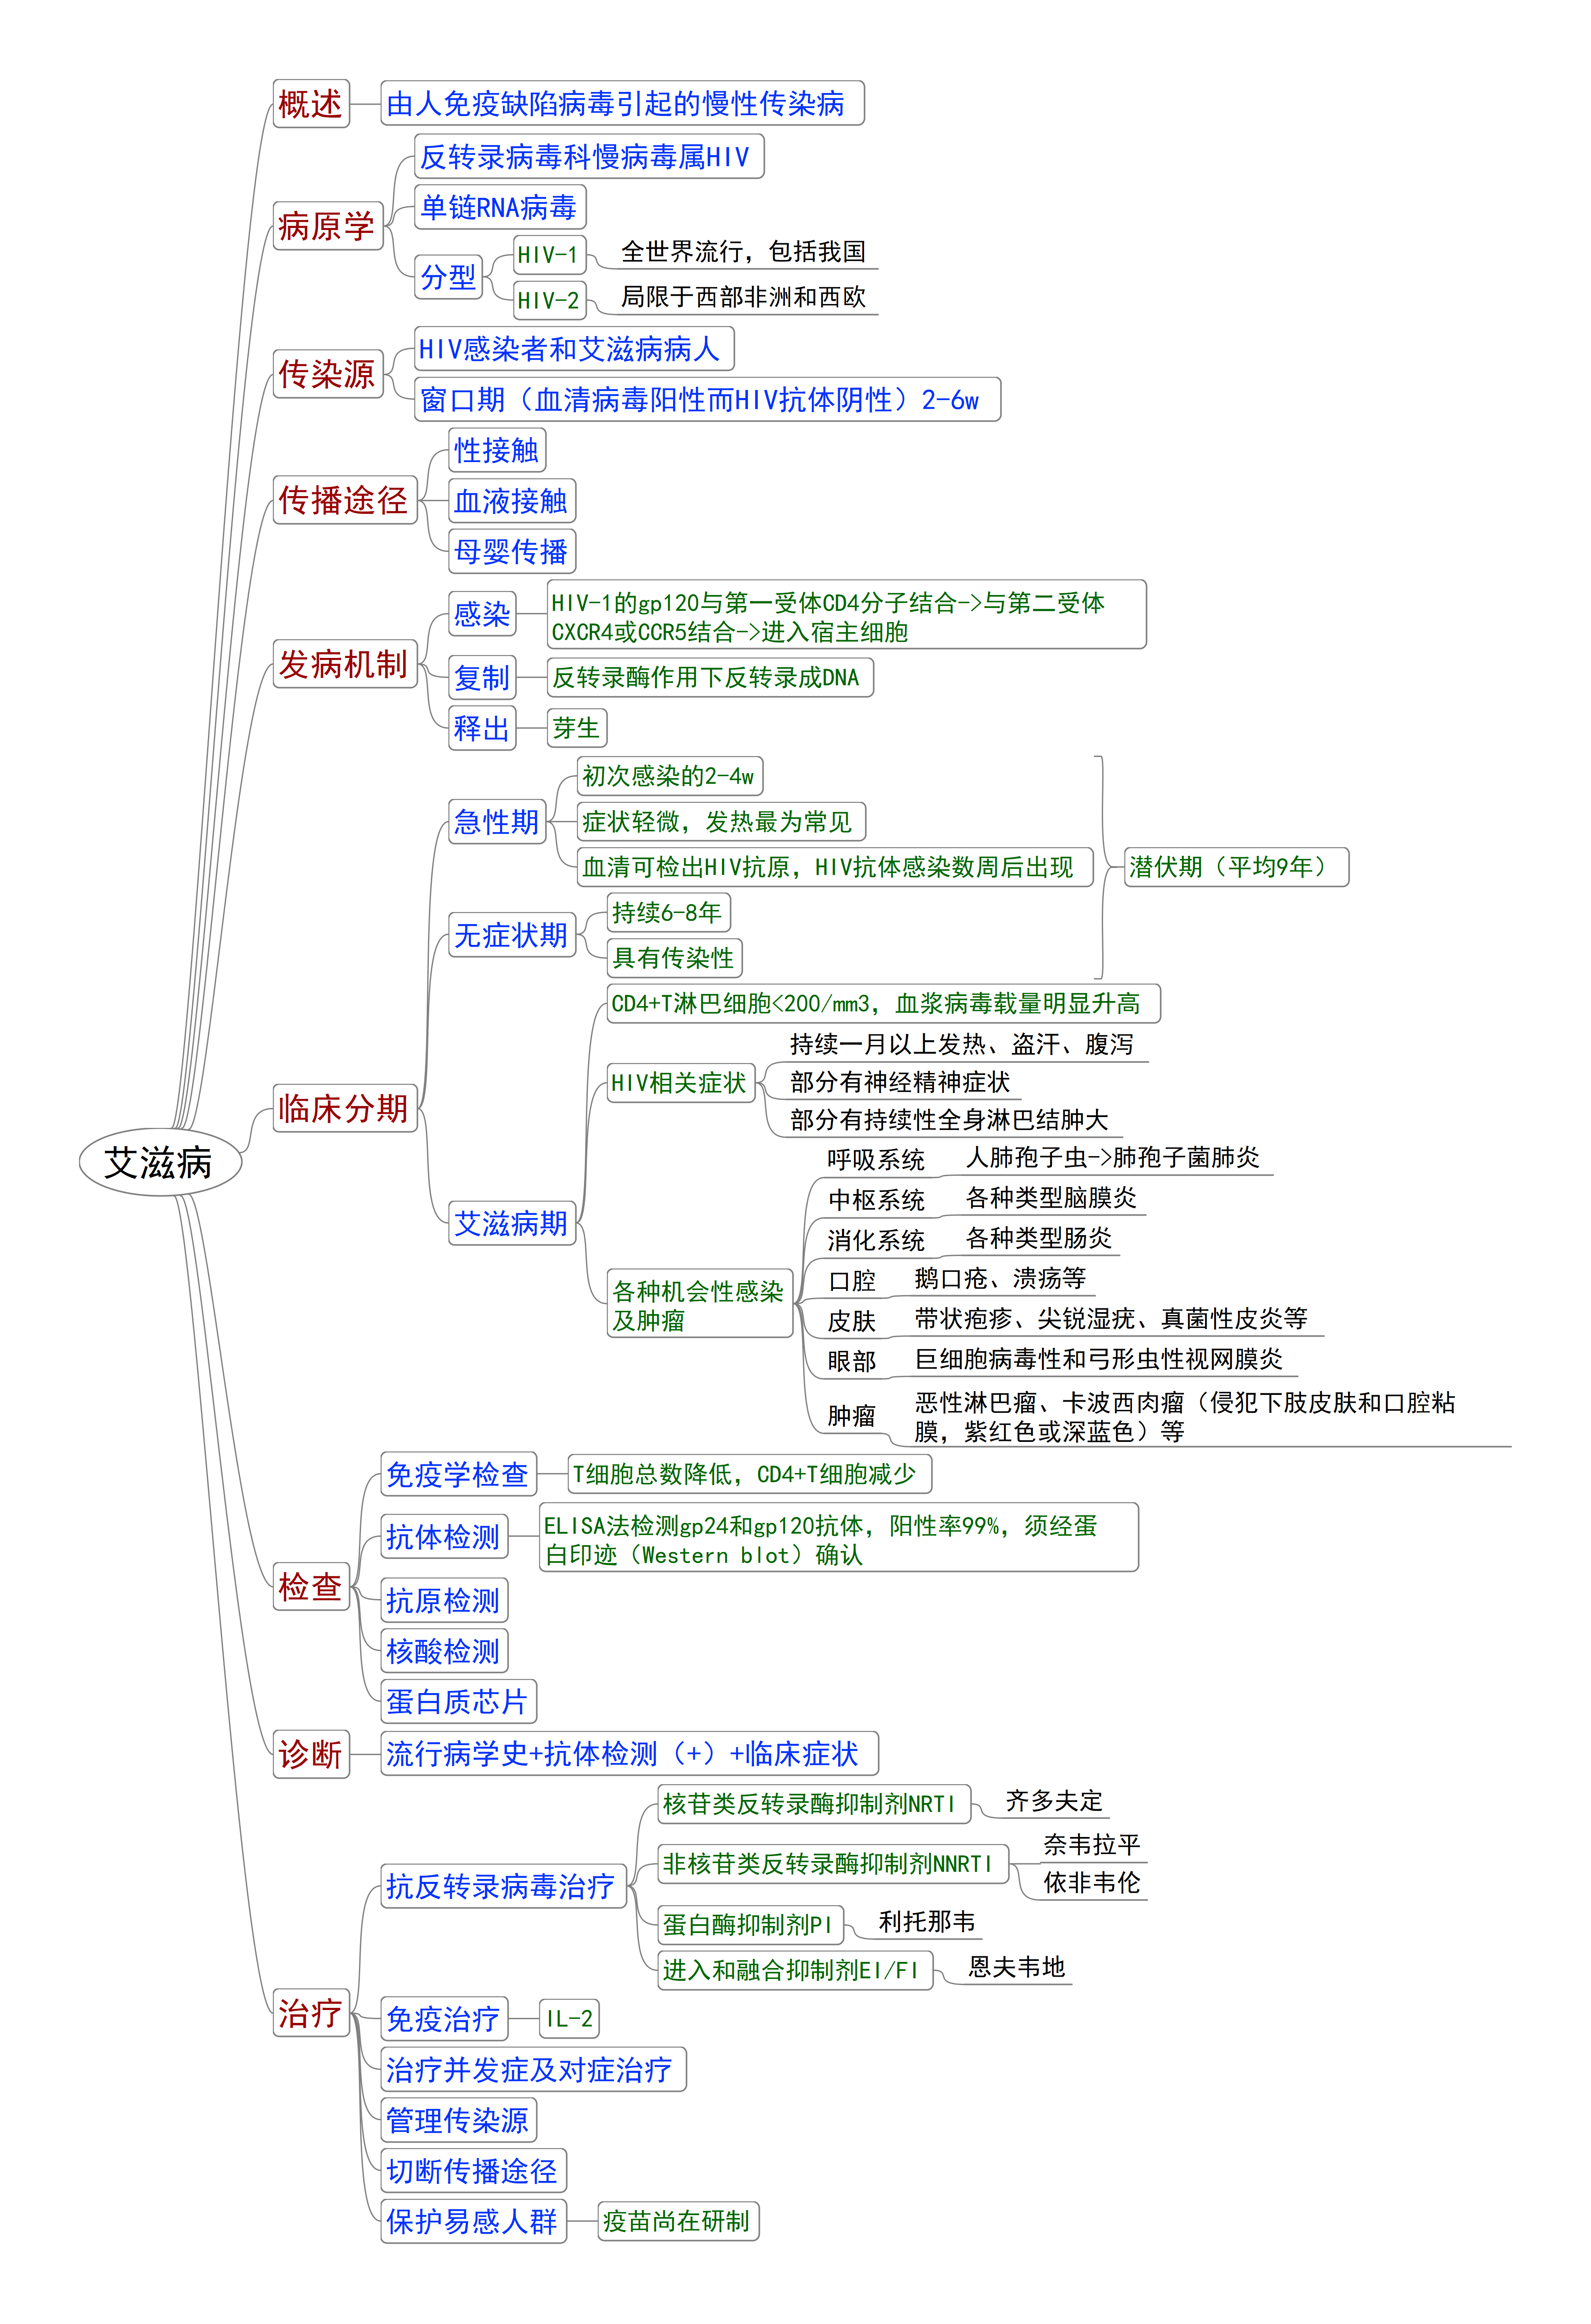 艾滋病
概述
由人免疫缺陷病毒引起的慢性传染病
病原学
反转录病毒科慢病毒属HIV
单链RNA病毒
分型
HIV-1
全世界流行，包括我国
HIV-2
局限于西部非洲和西欧
传染源
HIV感染者和艾滋病病人
窗口期（血清病毒阳性而HIV抗体阴性）2-6w
传播途径
性接触
血液接触
母婴传播
发病机制
感染
HIV-1的gp120与第一受体CD4分子结合->与第二受体
CXCR4或CCR5结合->进入宿主细胞
复制
反转录酶作用下反转录成DNA
释出
芽生
临床分期
急性期
初次感染的2-4w
症状轻微，发热最为常见
血清可检出HIV抗原，HIV抗体感染数周后出现
无症状期
持续6-8年
具有传染性
潜伏期（平均9年）
艾滋病期
CD4+T淋巴细胞<200/mm3，血浆病毒载量明显升高
HIV相关症状
持续一月以上发热、盗汗、腹泻
部分有神经精神症状
部分有持续性全身淋巴结肿大
各种机会性感染
及肿瘤
呼吸系统
人肺孢子虫->肺孢子菌肺炎
中枢系统
各种类型脑膜炎
消化系统
各种类型肠炎
口腔
鹅口疮、溃疡等
皮肤
带状疱疹、尖锐湿疣、真菌性皮炎等
眼部
巨细胞病毒性和弓形虫性视网膜炎
肿瘤
恶性淋巴瘤、卡波西肉瘤（侵犯下肢皮肤和口腔粘
膜，紫红色或深蓝色）等
检查
免疫学检查
T细胞总数降低，CD4+T细胞减少
抗体检测
ELISA法检测gp24和gp120抗体，阳性率99%，须经蛋
白印迹（Western blot）确认
抗原检测
核酸检测
蛋白质芯片
诊断
流行病学史+抗体检测（+）+临床症状
治疗
抗反转录病毒治疗
核苷类反转录酶抑制剂NRTI
齐多夫定
非核苷类反转录酶抑制剂NNRTI
奈韦拉平
依非韦伦
蛋白酶抑制剂PI
利托那韦
进入和融合抑制剂EI/FI
恩夫韦地
免疫治疗
IL-2
治疗并发症及对症治疗
管理传染源
切断传播途径
保护易感人群
疫苗尚在研制